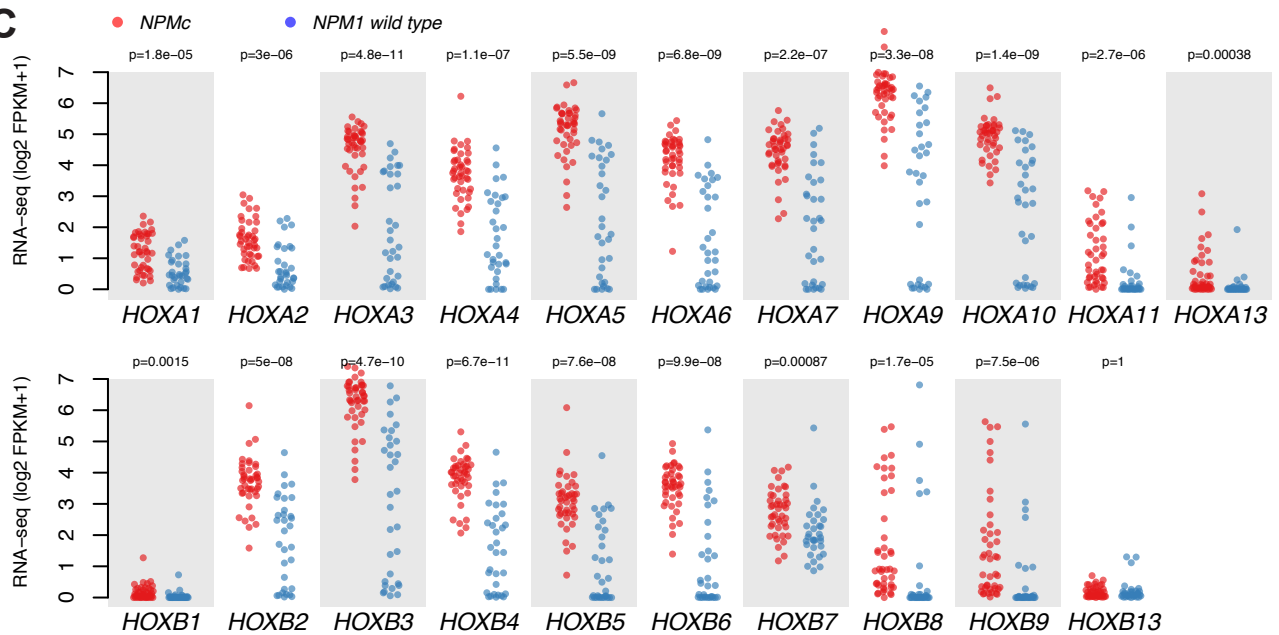 C
NPMc NPM1 wild type
p=1.8e−05 p=3e−06 p=4.8e−11 p=1.1e−07 p=5.5e−09 p=6.8e−09 p=2.2e−07 p=3.3e−08 p=1.4e−09 p=2.7e−06 p=0.00038
RNA−seq (log2 FPKM+1)
7
6
5
4
3
2
1
0
HOXA1 HOXA2 HOXA3 HOXA4 HOXA5 HOXA6 HOXA7 HOXA9 HOXA10 HOXA11 HOXA13
p=0.0015 p=5e−08 p=4.7e−10 p=6.7e−11 p=7.6e−08 p=9.9e−08 p=0.00087 p=1.7e−05 p=7.5e−06 p=1
RNA−seq (log2 FPKM+1)
7
6
5
4
3
2
1
0
HOXB1 HOXB2 HOXB3 HOXB4 HOXB5 HOXB6 HOXB7 HOXB8 HOXB9 HOXB13